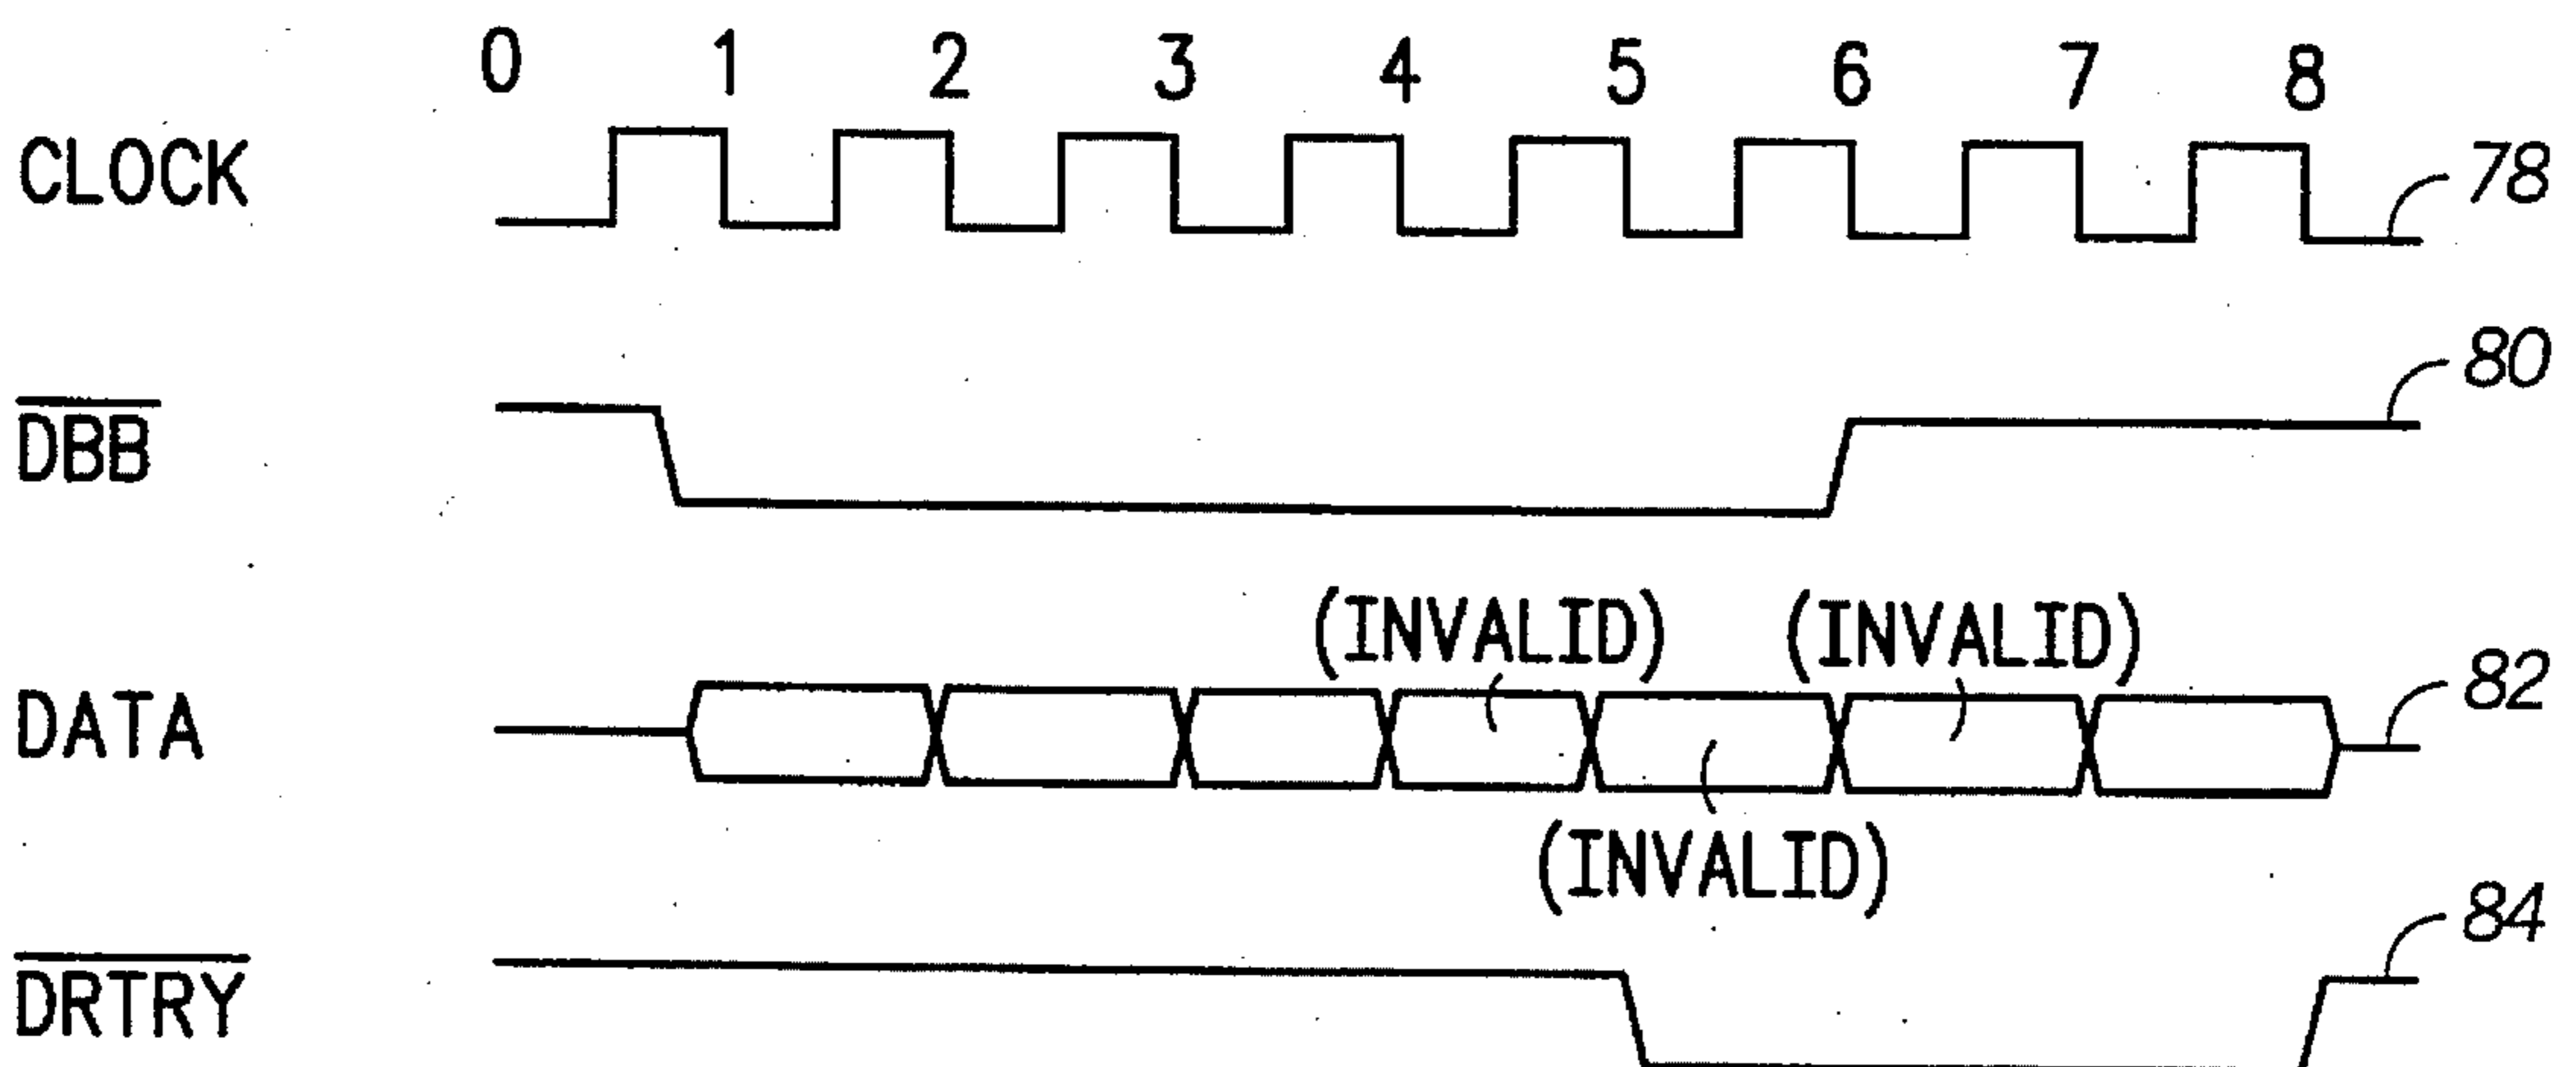 0 1 2 3 4 5 6 7 8
CLOCK 78
DBB 80
(INVALID) (INVALID)
DATA 82
(INVALID)
DRTRY 84